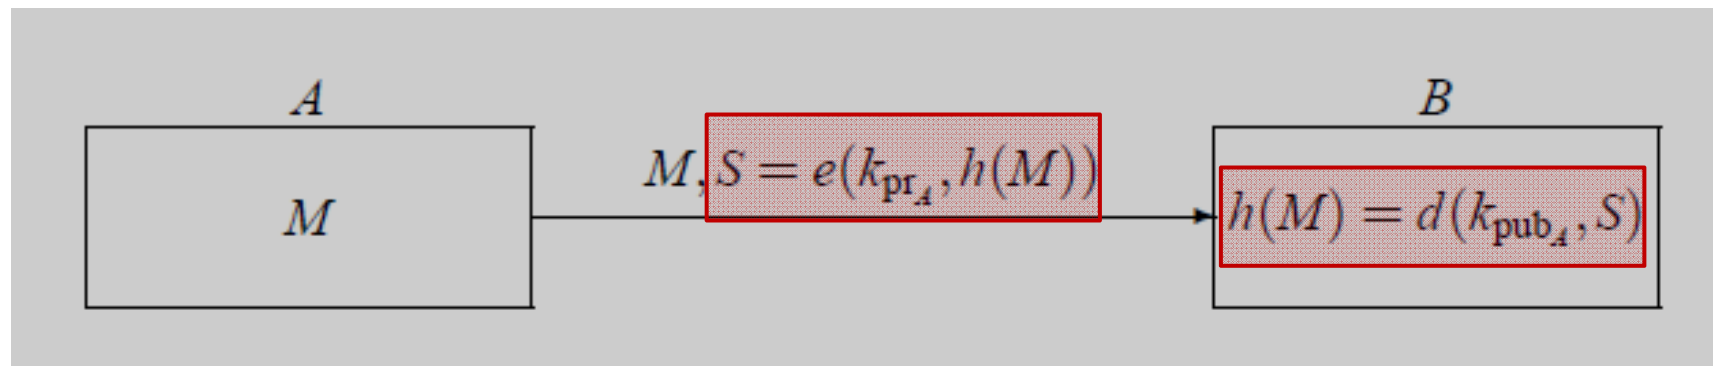 A
B
M, S = e(k_{pr_A}, h(M))
M
h(M) = d(k_{pub_A}, S)